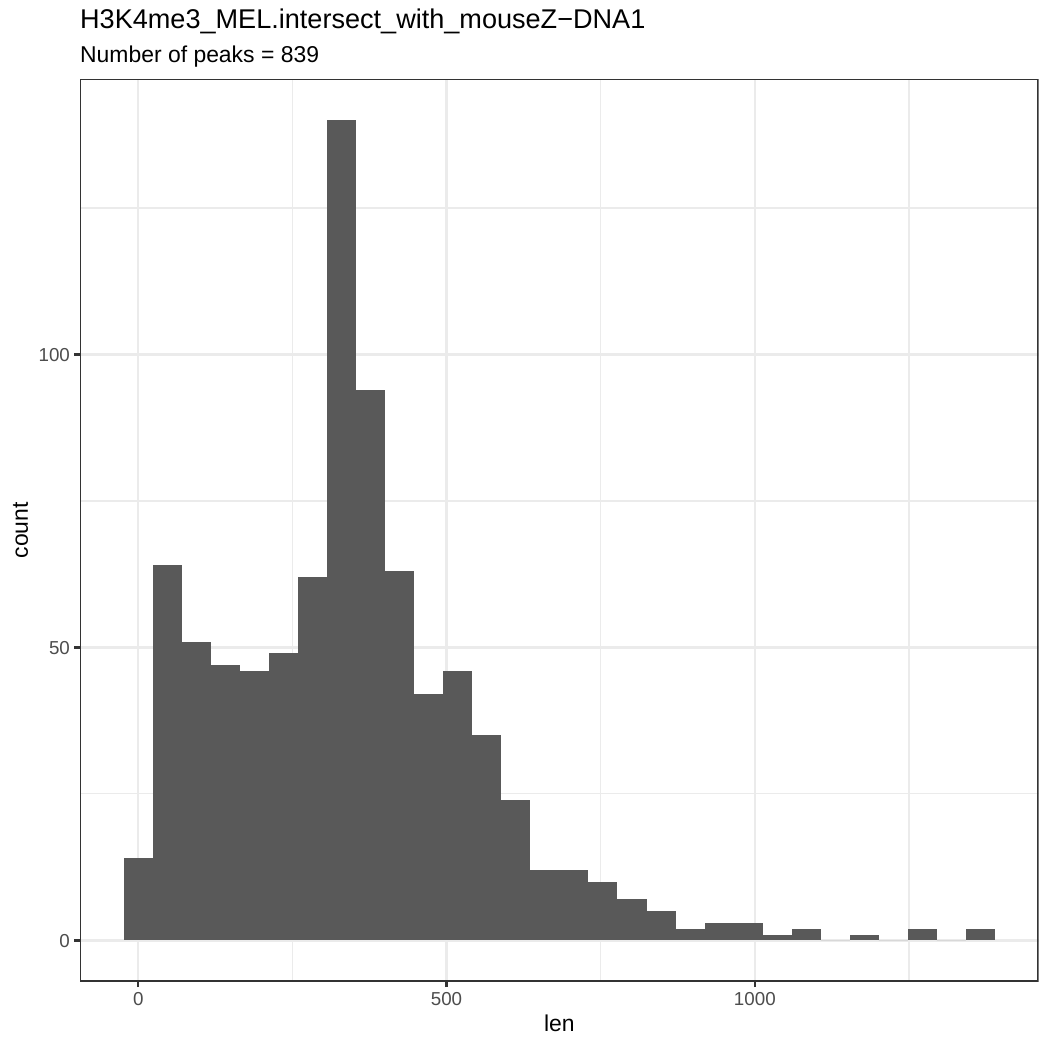 H3K4me3_MEL.intersect_with_mouseZ−DNA1
Number of peaks = 839
100
50
0
count
0 500 1000
len